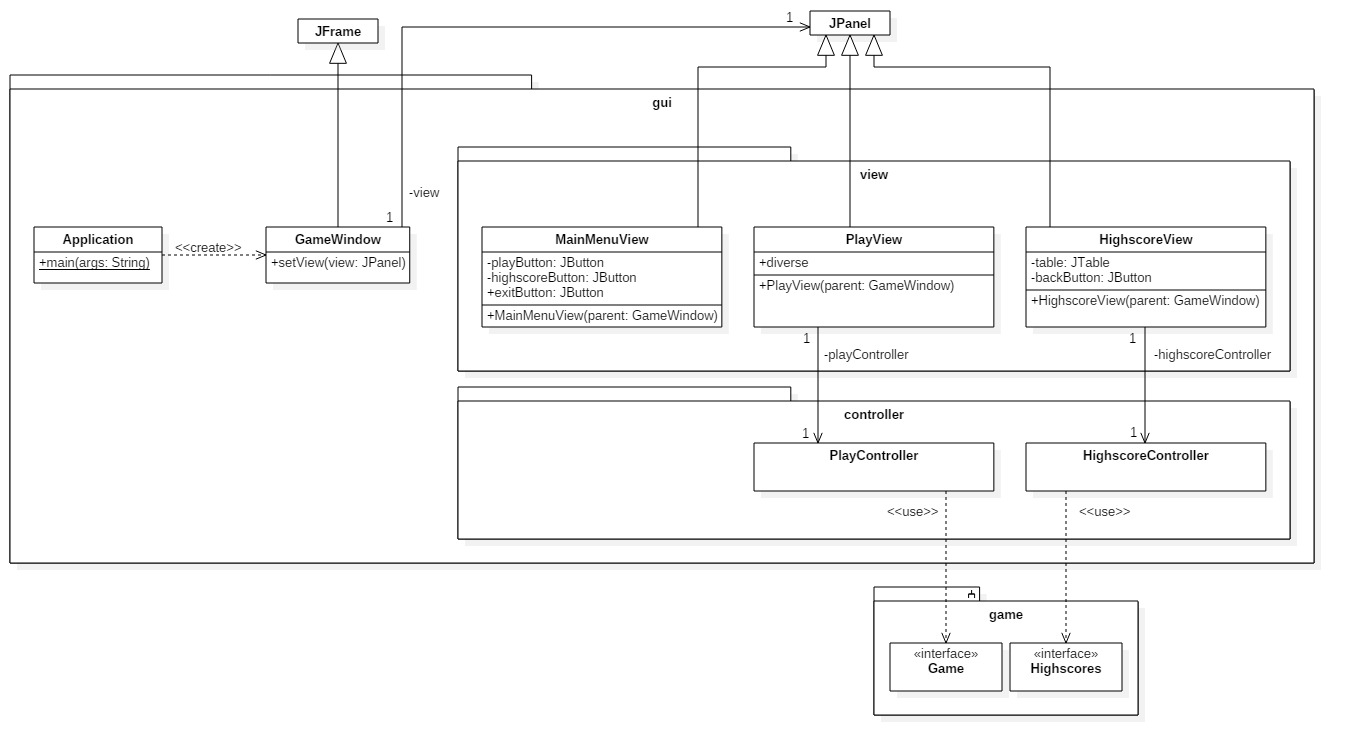 JFrame
1
JPanel
gui
view
-view
1
Application
+main(args: String)
<<create>>
GameWindow
+setView(view: JPanel)
MainMenuView
-playButton: JButton
-highscoreButton: JButton
+exitButton: JButton
+MainMenuView(parent: GameWindow)
PlayView
+diverse
+PlayView(parent: GameWindow)
HighscoreView
-table: JTable
-backButton: JButton
+HighscoreView(parent: GameWindow)
1
-playController
1
-highscoreController
controller
1
PlayController
1
HighscoreController
<<use>>
<<use>>
game
«interface»
Game
«interface»
Highscores